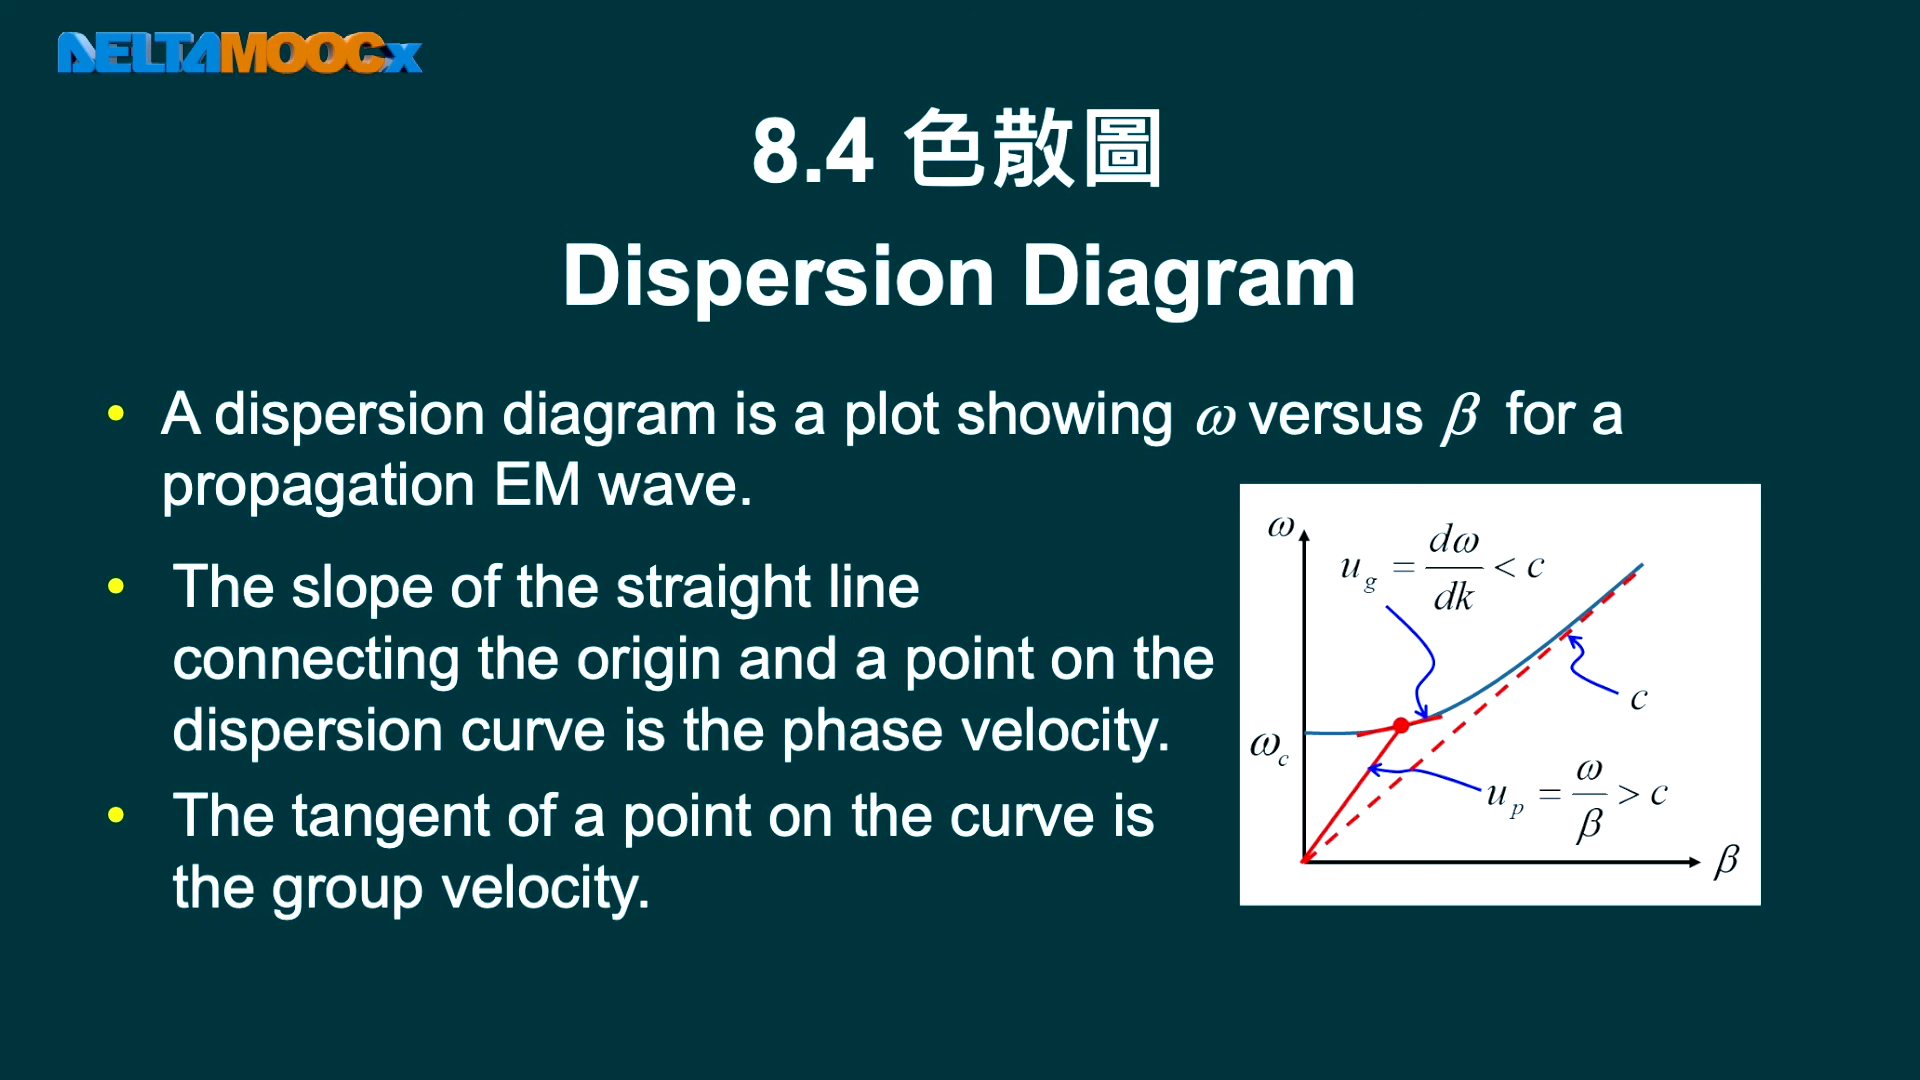 DELTAMOOCx
8.4 色散圖
Dispersion Diagram
• A dispersion diagram is a plot showing ω versus β for a
propagation EM wave.
• The slope of the straight line
connecting the origin and a point on the
dispersion curve is the phase velocity.
• The tangent of a point on the curve is
the group velocity.
ω
u_g = dω/dk < c
c
ω_c
u_p = ω/β > c
β